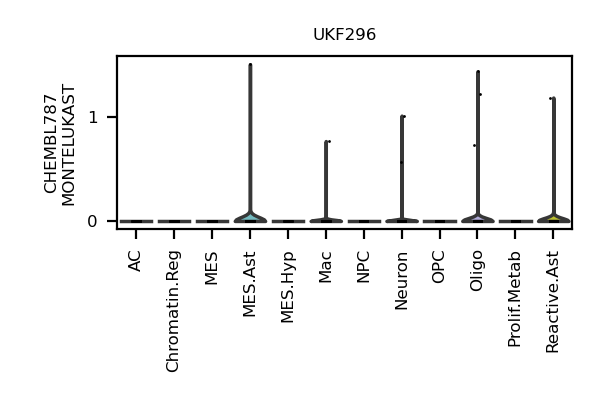 UKF296
CHEMBL787
MONTELUKAST
1
0
AC
Chromatin.Reg
MES
MES.Ast
MES.Hyp
Mac
NPC
Neuron
OPC
Oligo
Prolif.Metab
Reactive.Ast